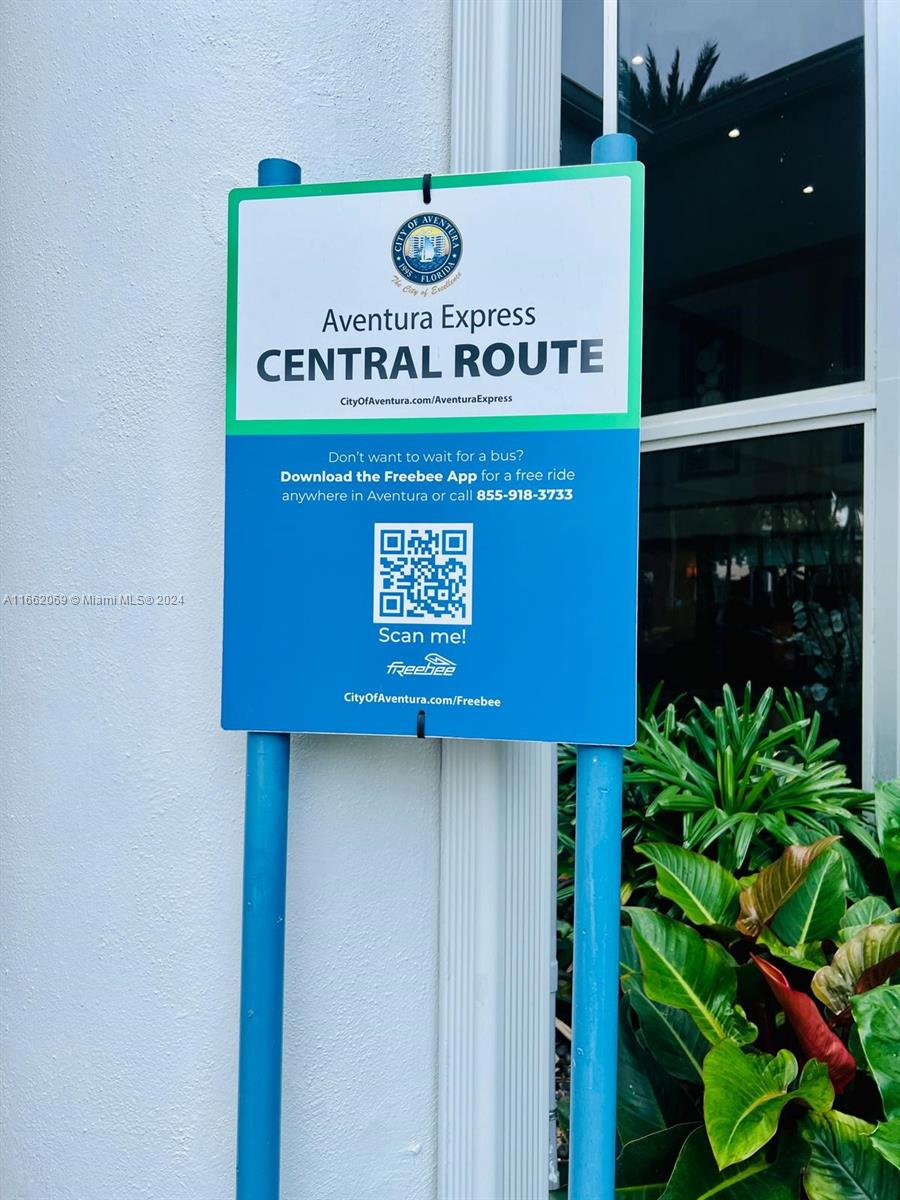 CITY OF AVENTURA
1995 · FLORIDA
The City of Excellence
Aventura Express
CENTRAL ROUTE
CityOfAventura.com/AventuraExpress
Don't want to wait for a bus?
Download the Freebee App for a free ride
anywhere in Aventura or call 855-918-3733
Scan me!
freebee
CityOfAventura.com/Freebee
A11662069 © Miami MLS® 2024